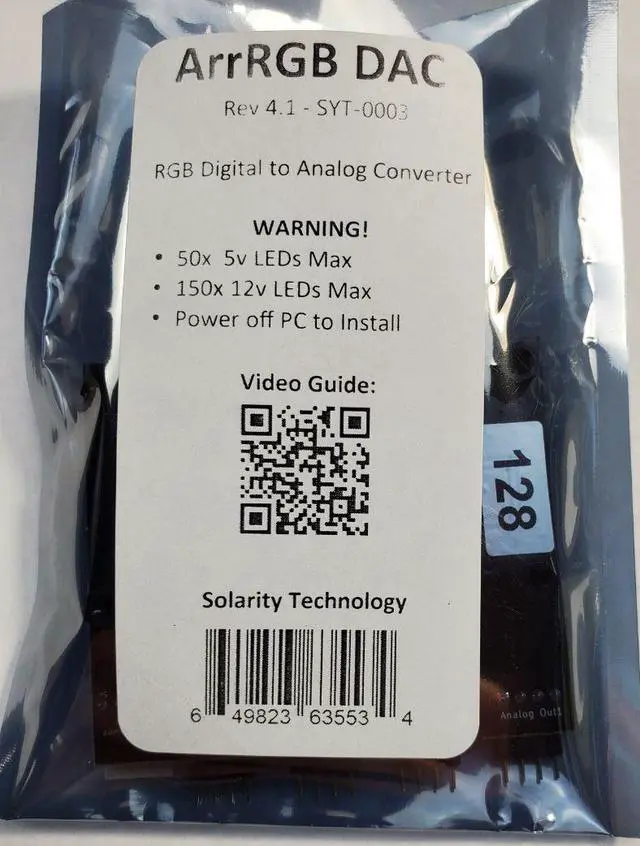 ArrRGB DAC
Rev 4.1 - SYT-0003
RGB Digital to Analog Converter
WARNING!
• 50x 5v LEDs Max
• 150x 12v LEDs Max
• Power off PC to Install
Video Guide:
128
Solarity Technology
6 49823 63553 4
Analog Out1